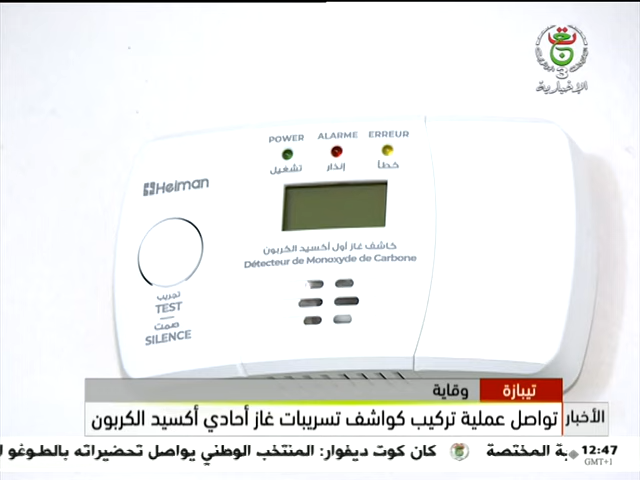 الإخبارية
POWER ALARME ERREUR
تشغيل إنذار خطأ
Heiman
كاشف غاز أول أكسيد الكربون
Détecteur de Monoxyde de Carbone
تجريب
TEST
صمت
SILENCE
تيبازة وقاية
الأخبار تواصل عملية تركيب كواشف تسريبات غاز أحادي أكسيد الكربون
12:47 ة المختصة كان كوت ديفوار: المنتخب الوطني يواصل تحضيراته بالطوغو ا
GMT+1